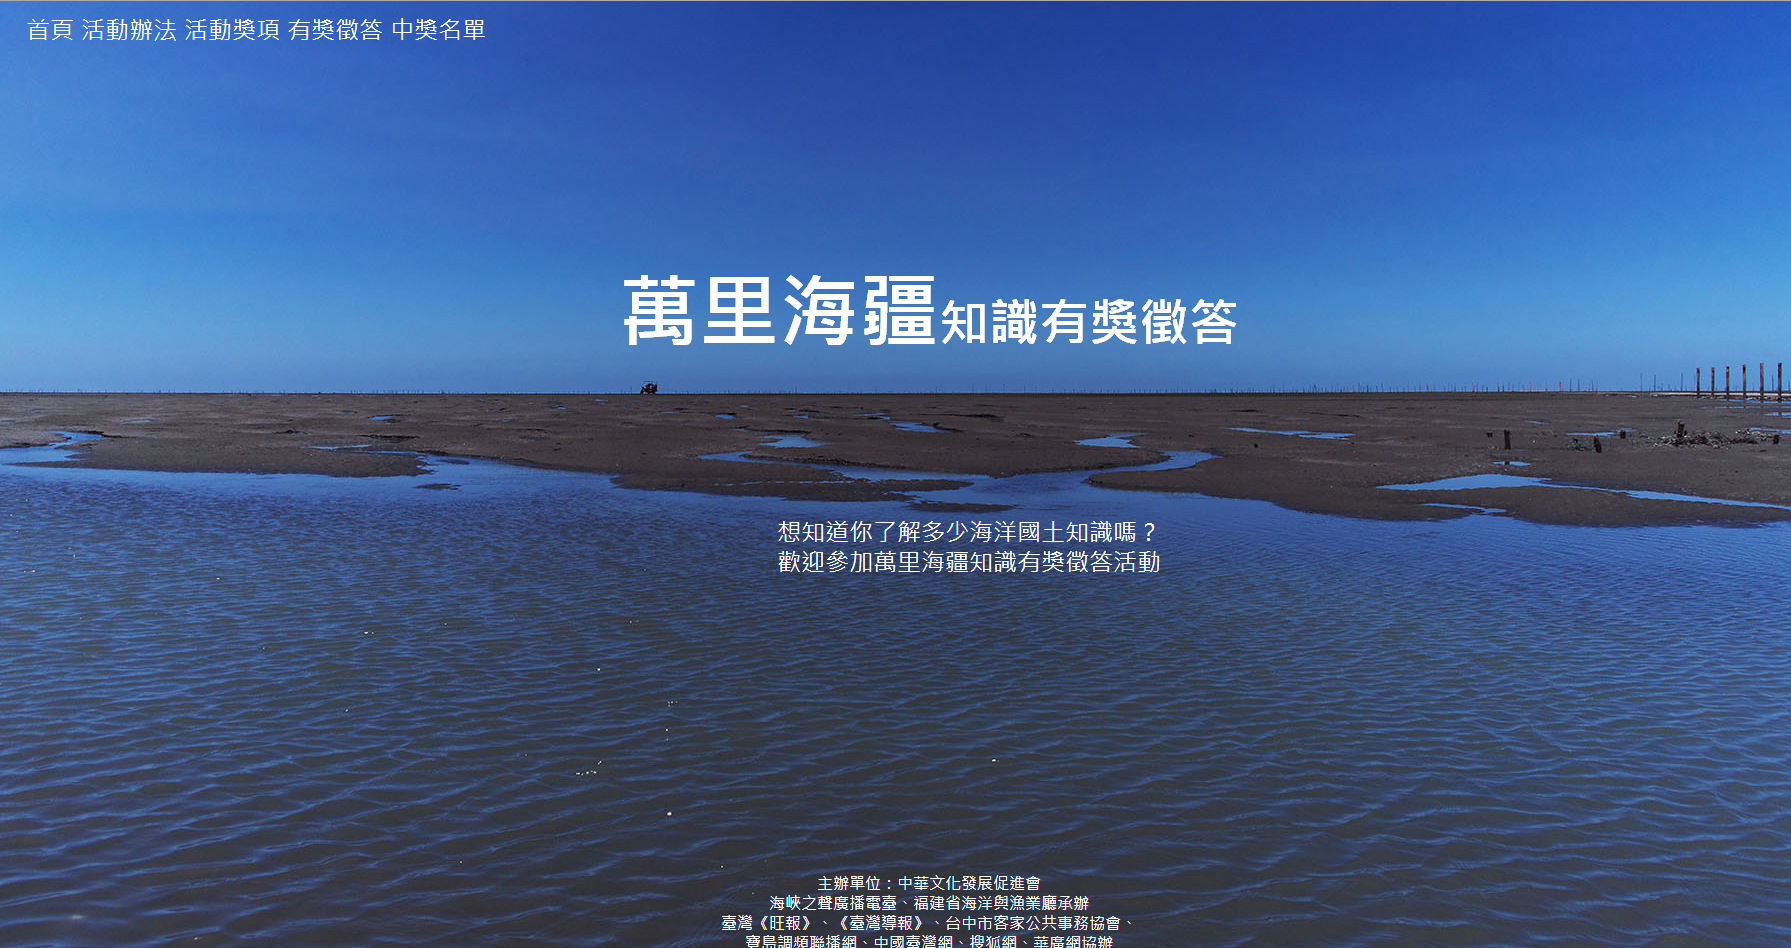 首頁 活動辦法 活動獎項 有獎徵答 中獎名單
萬里海疆知識有獎徵答
想知道你了解多少海洋國土知識嗎？
歡迎參加萬里海疆知識有獎徵答活動
主辦單位：中華文化發展促進會
海峽之聲廣播電臺、福建省海洋與漁業廳承辦
臺灣《旺報》、《臺灣導報》、台中市客家公共事務協會、
寶島調頻聯播網、中國臺灣網、搜狐網、華廣網協辦